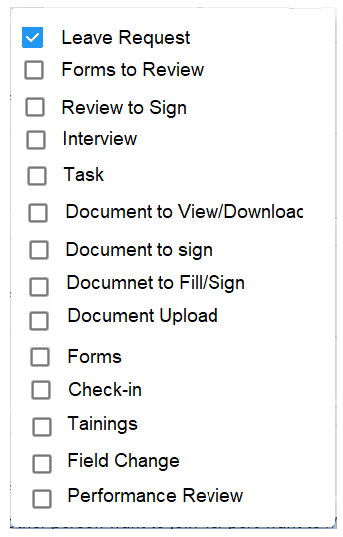 Leave Request
Forms to Review
Review to Sign
Interview
Task
Document to View/Download
Document to sign
Documnet to Fill/Sign
Document Upload
Forms
Check-in
Tainings
Field Change
Performance Review